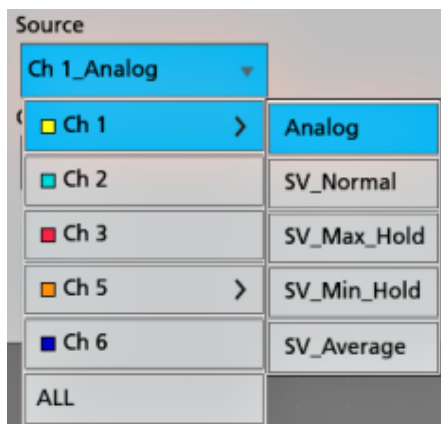 Source
Ch 1_Analog
Ch 1 >
Ch 2
Ch 3
Ch 5 >
Ch 6
ALL
Analog
SV_Normal
SV_Max_Hold
SV_Min_Hold
SV_Average